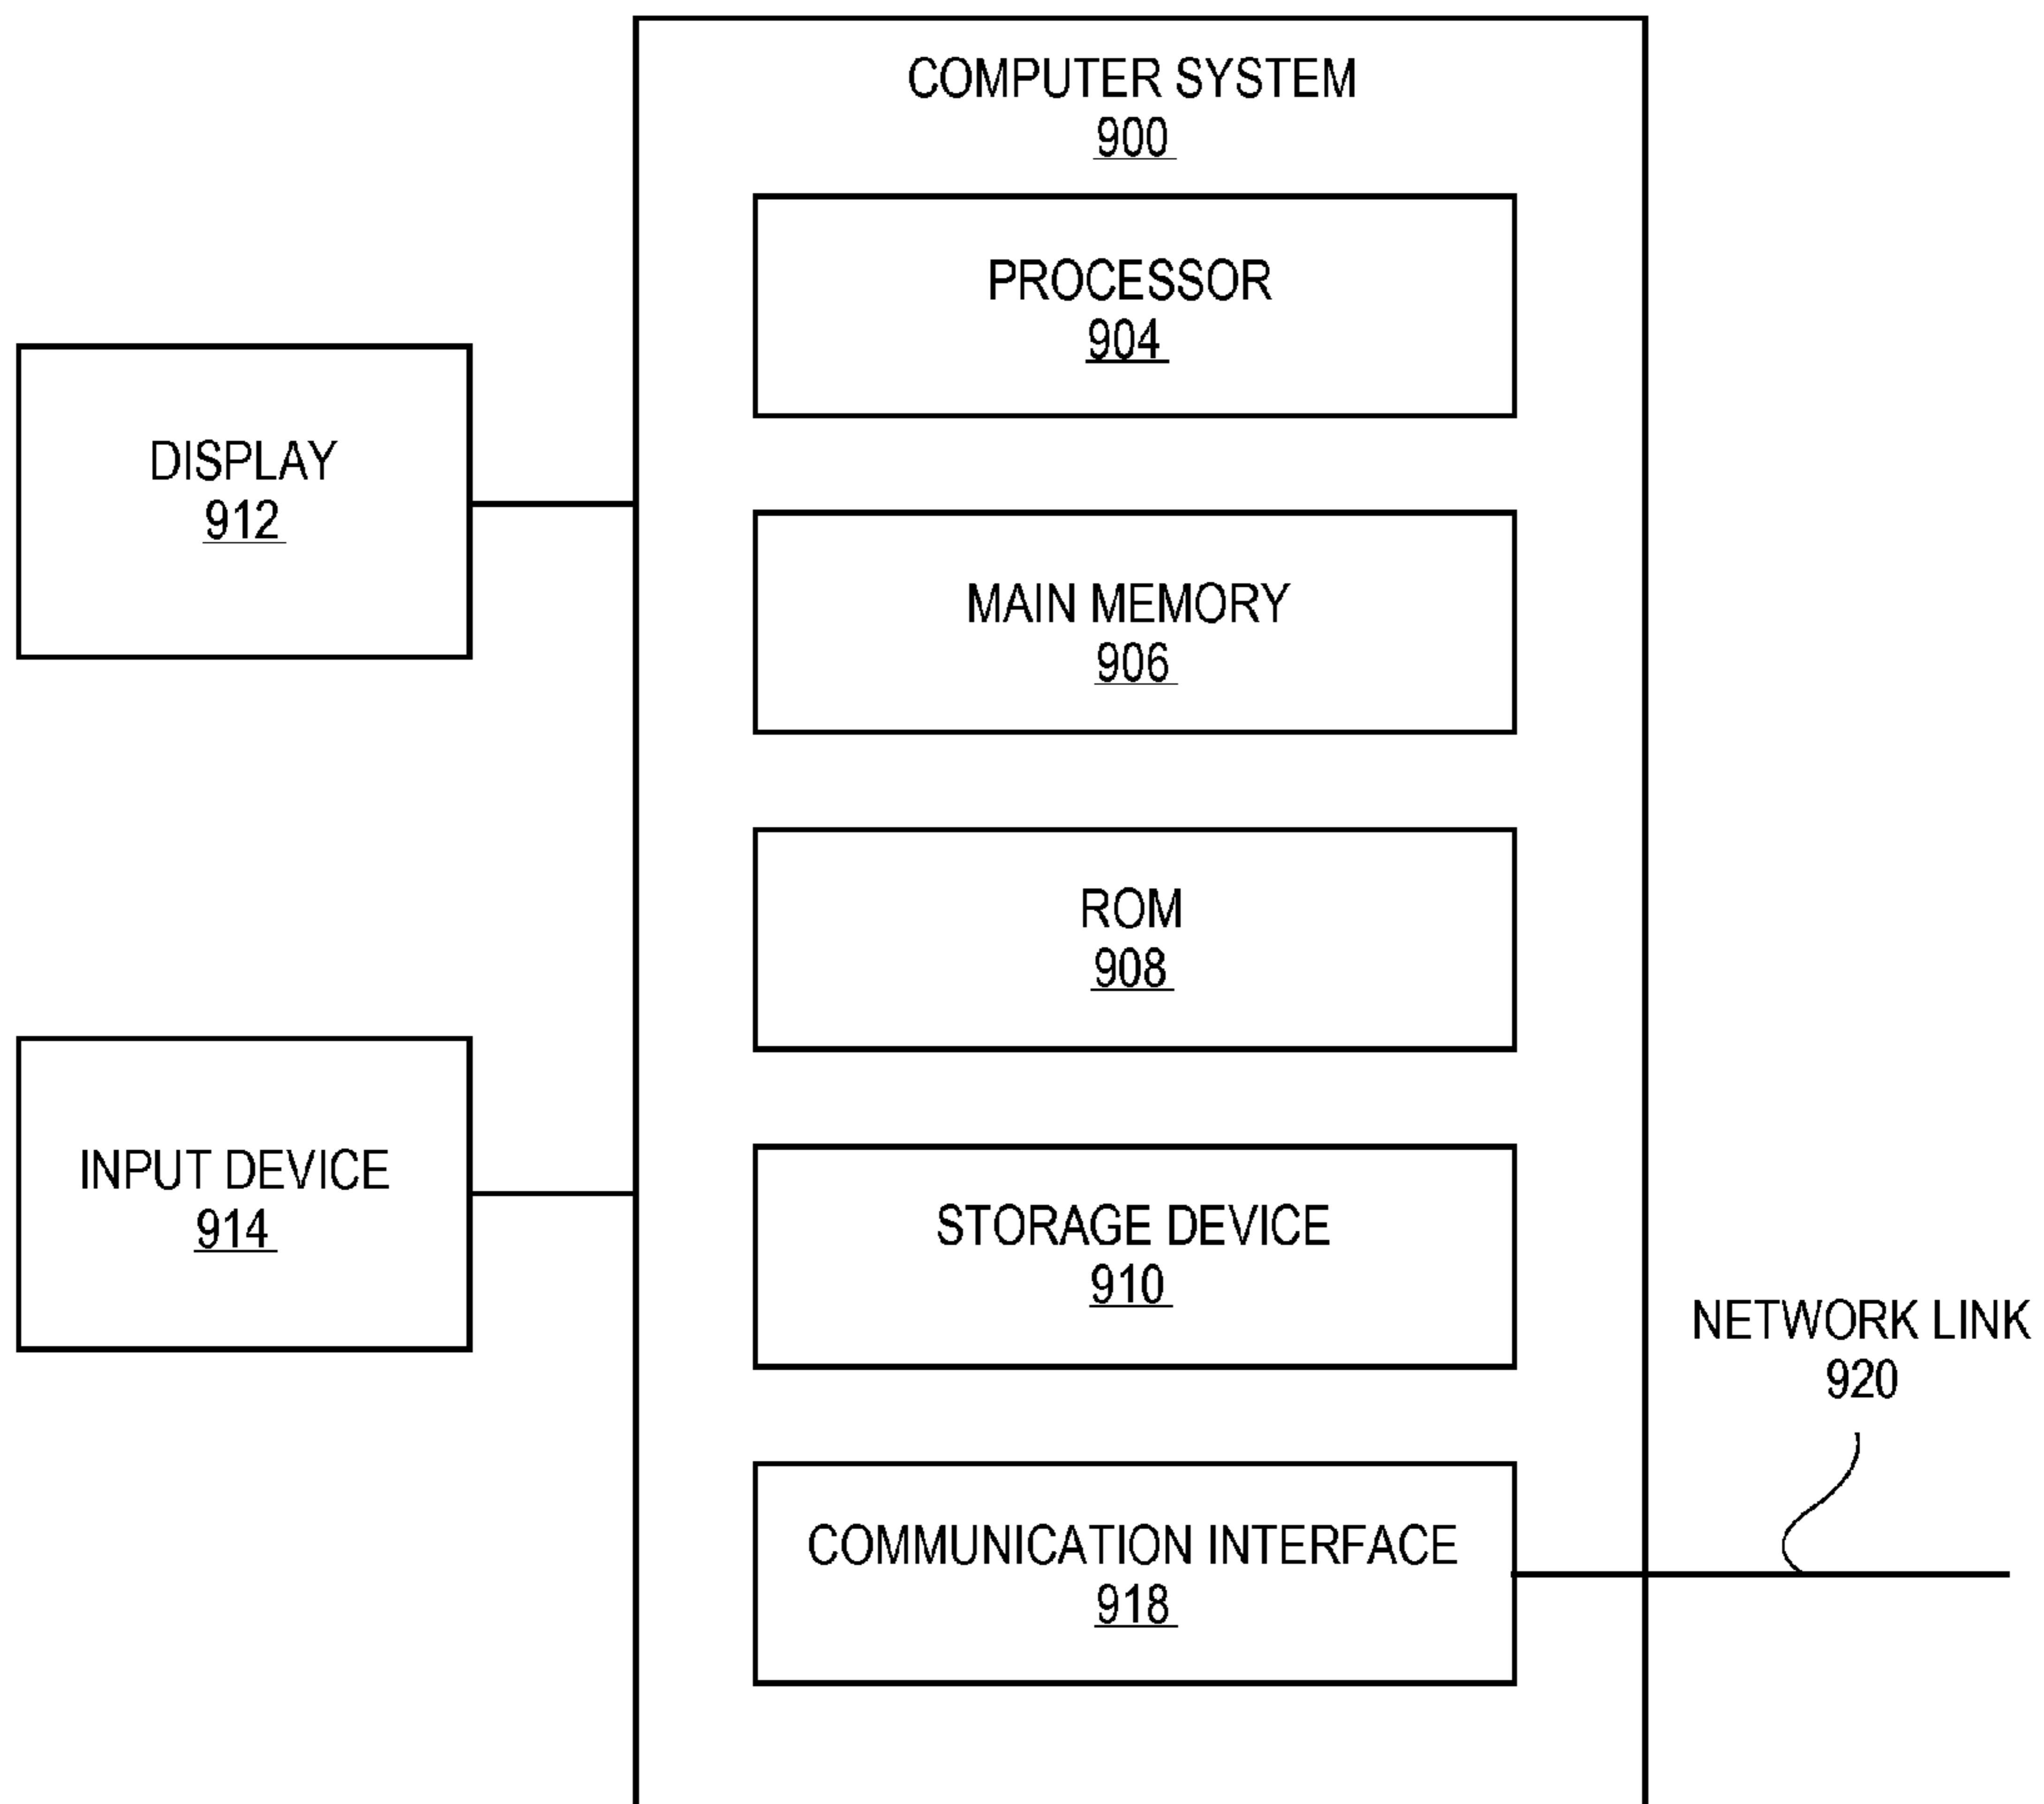 COMPUTER SYSTEM
900
PROCESSOR
904
DISPLAY
912
MAIN MEMORY
906
ROM
908
INPUT DEVICE
914
STORAGE DEVICE
910
NETWORK LINK
920
COMMUNICATION INTERFACE
918